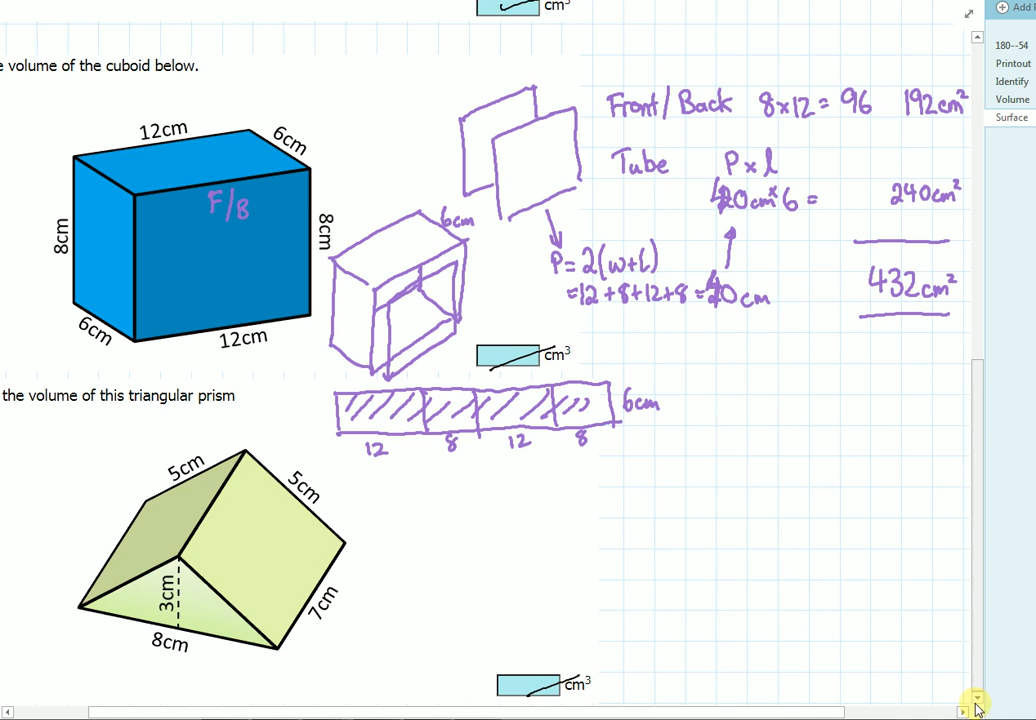 cm³
e volume of the cuboid below.
12cm
6cm
F/B
8cm
8cm
6cm
12cm
cm³
Front/Back 8x12 = 96 192cm²
Tube P x l
40cm x 6 = 240cm²
6cm
P = 2(w+l)
=12+8+12+8 = 40cm
432cm²
12 8 12 8
6cm
the volume of this triangular prism
5cm
5cm
3cm
7cm
8cm
cm³
Add P
180--54
Printout
Identify
Volume
Surface